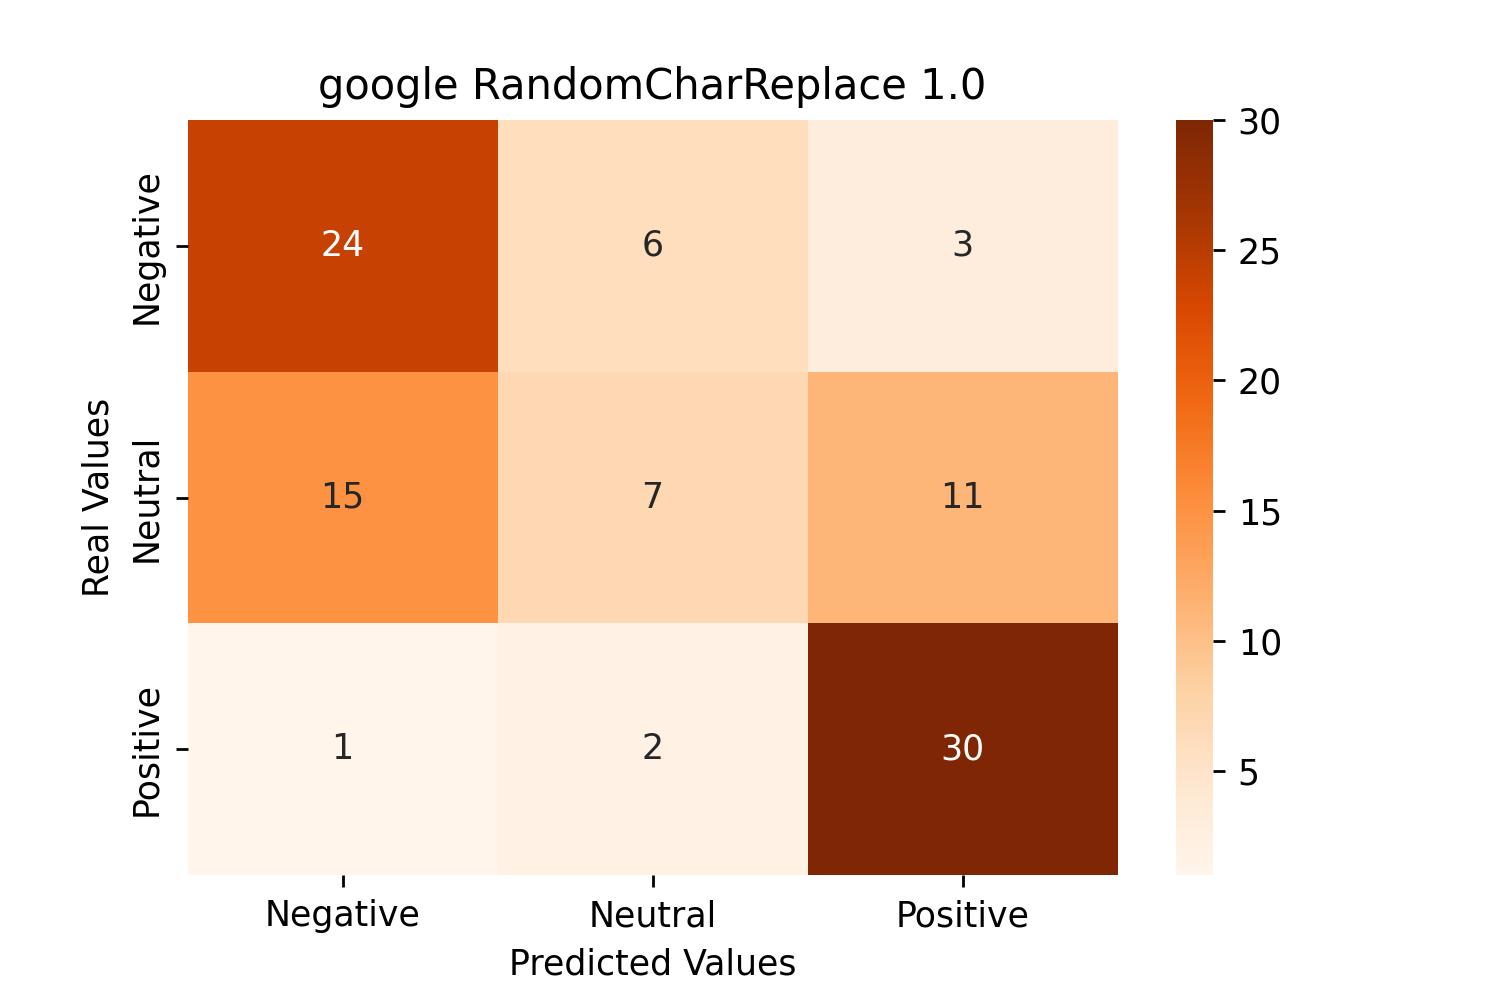 google RandomCharReplace 1.0
Real Values
Negative
24 6 3
Neutral
15 7 11
Positive
1 2 30
Negative Neutral Positive
Predicted Values
30
25
20
15
10
5